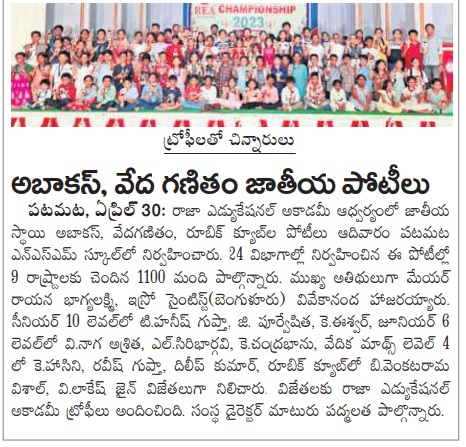 REA CHAMPIONSHIP
2023
ట్రోఫీలతో చిన్నారులు
అబాకస్, వేద గణితం జాతీయ పోటీలు
పటమట, ఏప్రిల్ 30: రాజా ఎడ్యుకేషనల్ అకాడమీ ఆధ్వర్యంలో జాతీయ
స్థాయి అబాకస్, వేదగణితం, రూబిక్ క్యూబ్‌ల పోటీలు ఆదివారం పటమట
ఎన్ఎస్ఎమ్ స్కూల్‌లో నిర్వహించారు. 24 విభాగాల్లో నిర్వహించిన ఈ పోటీల్లో
9 రాష్ట్రాలకు చెందిన 1100 మంది పాల్గొన్నారు. ముఖ్య అతిథులుగా మేయర్
రాయన భాగ్యలక్ష్మి, ఇస్రో సైంటిస్ట్(బెంగుళూరు) వివేకానంద హాజరయ్యారు.
సీనియర్ 10 లెవల్‌లో టి.హనీష్ గుప్తా, జి. పూర్వేషిత, కె.ఈశ్వర్, జూనియర్ 6
లెవల్‌లో వి.నాగ అశ్రిత, ఎల్.సిరిభార్గవి, కె.చంద్రభాను, వేదిక మాథ్స్ లెవెల్ 4
లో కె.హాసిని, రవీష్ గుప్తా, దిలీప్ కుమార్, రూబిక్ క్యూబ్‌లో బి.వెంకటరామ
విశాల్, వి.లాకేష్ జైన్ విజేతలుగా నిలిచారు. విజేతలకు రాజా ఎడ్యుకేషనల్
అకాడమీ ట్రోఫీలు అందించింది. సంస్థ డైరెక్టర్ మాటురు పద్మలత పాల్గొన్నారు.